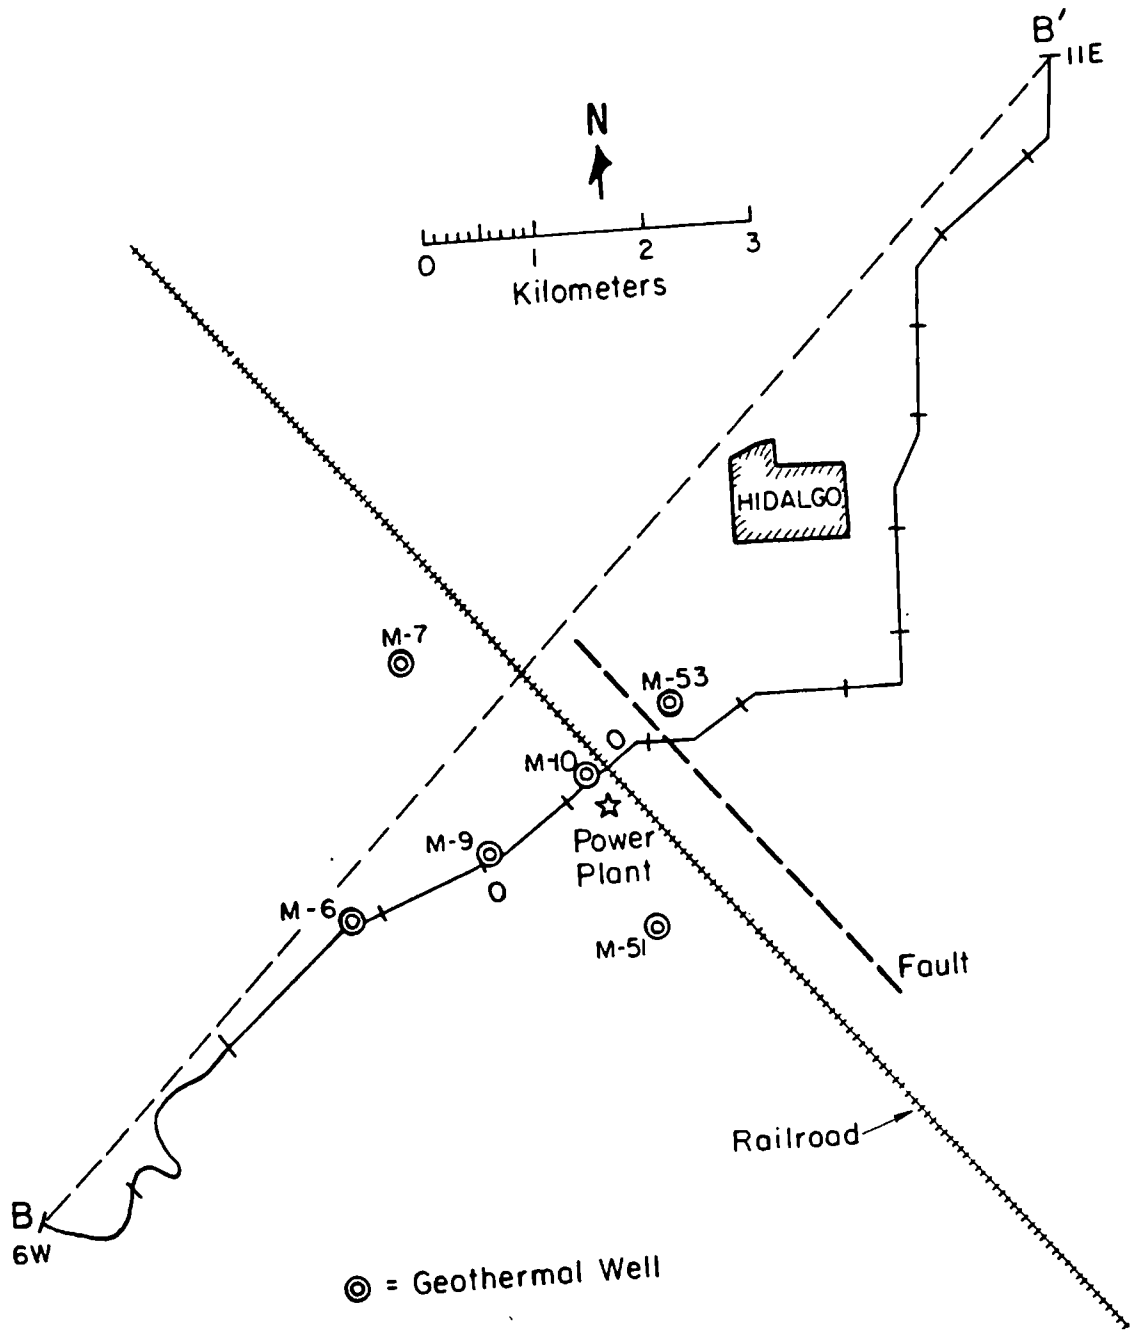 B'
11E
N
0 1 2 3
Kilometers
HIDALGO
M-7
M-53
0
M-10
Power
Plant
M-9
0
M-6
M-51
Fault
Railroad
B
6W
= Geothermal Well